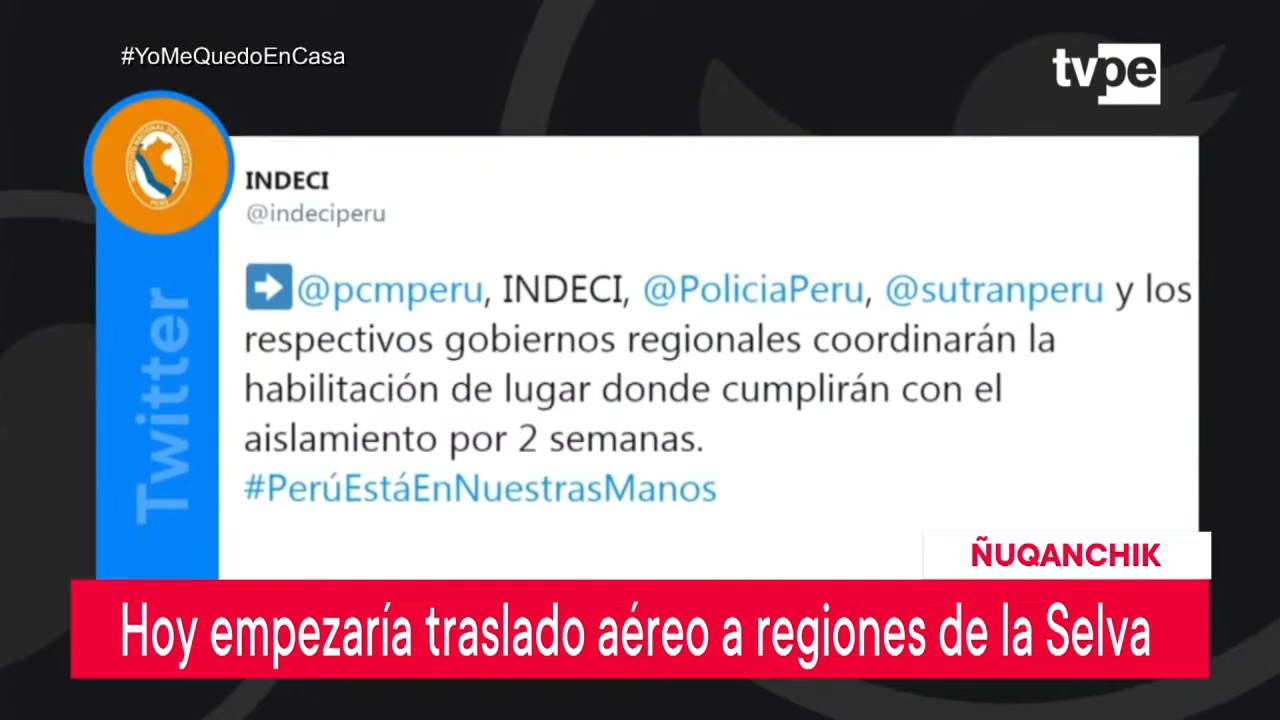 #YoMeQuedoEnCasa
tvpe
INDECI
@indeciperu
@pcmperu, INDECI, @PoliciaPeru, @sutranperu y los
respectivos gobiernos regionales coordinarán la
habilitación de lugar donde cumplirán con el
aislamiento por 2 semanas.
#PerúEstáEnNuestrasManos
Twitter
ÑUQANCHIK
Hoy empezaría traslado aéreo a regiones de la Selva